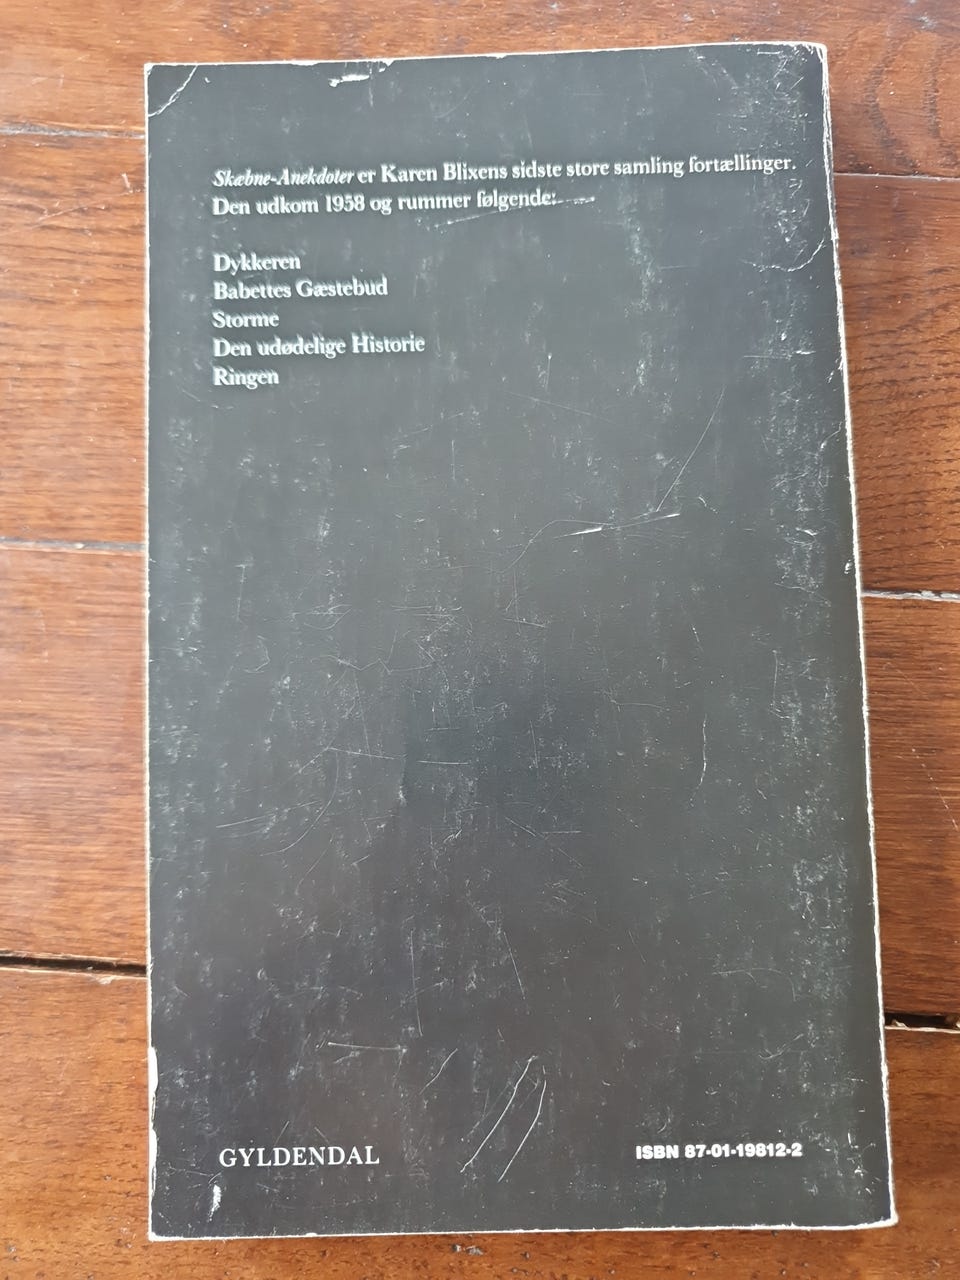 Skæbne-Anekdoter er Karen Blixens sidste store samling fortællinger.
Den udkom 1958 og rummer følgende:
Dykkeren
Babettes Gæstebud
Storme
Den udødelige Historie
Ringen
GYLDENDAL
ISBN 87-01-19812-2